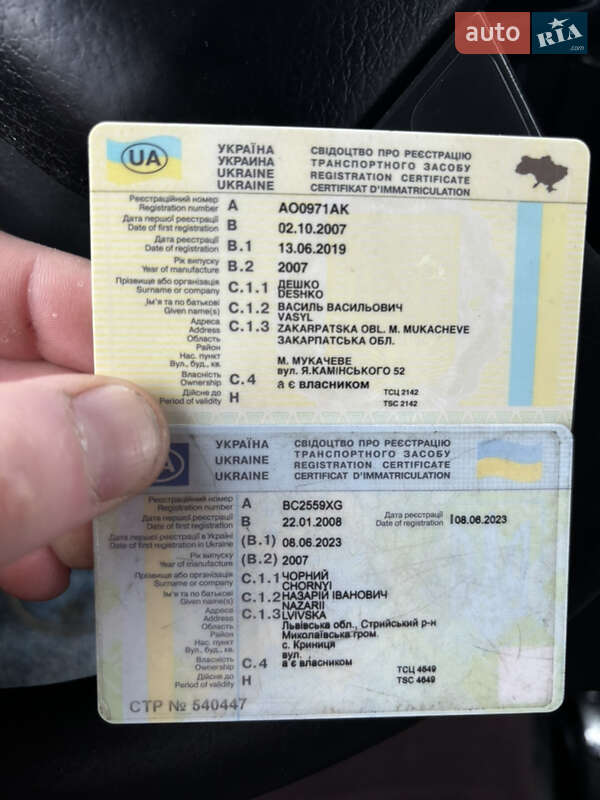 auto RIA.com
UA
УКРАЇНА СВІДОЦТВО ПРО РЕЄСТРАЦІЮ
УКРАИНА ТРАНСПОРТНОГО ЗАСОБУ
UKRAINE REGISTRATION CERTIFICATE
UKRAINE CERTIFICAT D'IMMATRICULATION
Реєстраційний номер
Registration number A AO0971AK
Дата першої реєстрації
Date of first registration B 02.10.2007
Дата реєстрації
Date of registration B.1 13.06.2019
Рік випуску
Year of manufacture B.2 2007
Прізвище або організація C.1.1 ДЕШКО
Surname or company DESHKO
Ім'я та по батькові C.1.2 ВАСИЛЬ ВАСИЛЬОВИЧ
Given name(s) VASYL
Адреса C.1.3 ZAKARPATSKA OBL. M. MUKACHEVE
Address
Область ЗАКАРПАТСЬКА ОБЛ.
Район
Нас. пункт М. МУКАЧЕВЕ
Вул., буд., кв. вул. Я.КАМІНСЬКОГО 52
Власність
Ownership C.4 а є власником
Дійсне до H ТСЦ 2142
Period of validity TSC 2142
УКРАЇНА СВІДОЦТВО ПРО РЕЄСТРАЦІЮ
ТРАНСПОРТНОГО ЗАСОБУ
UKRAINE REGISTRATION CERTIFICATE
UKRAINE CERTIFICAT D'IMMATRICULATION
Реєстраційний номер
Registration number A BC2559XG
Дата першої реєстрації Дата реєстрації
Date of first registration B 22.01.2008 Date of registration 08.06.2023
Дата першої реєстрації в Україні
Date of first registration in Ukraine (B.1) 08.06.2023
Рік випуску
Year of manufacture (B.2) 2007
Прізвище або організація C.1.1 ЧОРНИЙ
Surname or company CHORNYI
Ім'я та по батькові C.1.2 НАЗАРІЙ ІВАНОВИЧ
Given name(s) NAZARII
Адреса C.1.3 LVIVSKA
Address
Область Львівська обл., Стрийський р-н
Район Миколаївська гром.
Нас. пункт с. Криниця
Вул., буд., кв. вул.
Власність C.4 а є власником
Ownership ТСЦ 4649
Дійсне до H TSC 4649
Period of validity
СТР № 540447